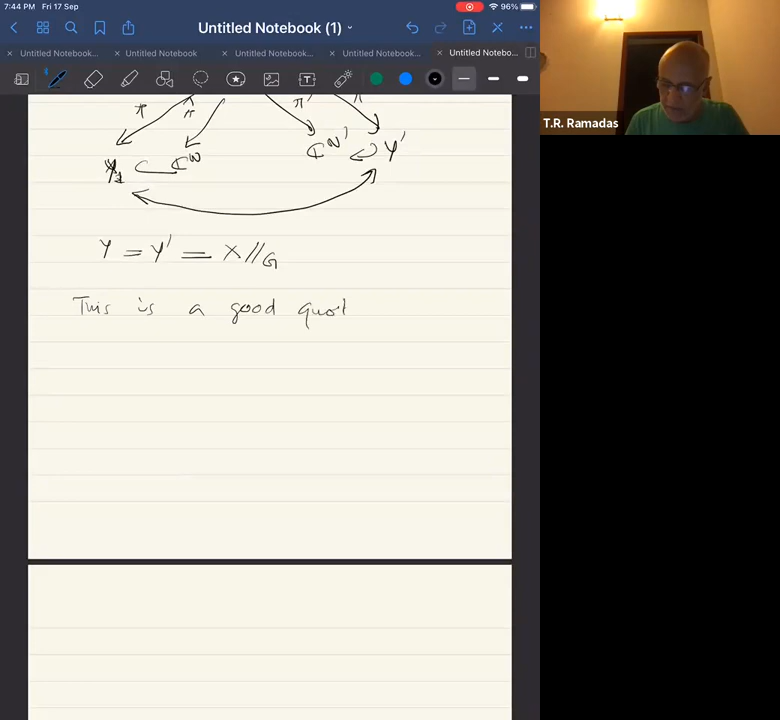 7:44 PM Fri 17 Sep
96%
Untitled Notebook (1)
Untitled Notebook... Untitled Notebook Untitled Notebook... Untitled Notebook... Untitled Notebo...
T
T.R. Ramadas
π π π' π
ℂᴺ ℂᴺ' Y'
Y = Y' = X//G
This is a good quot